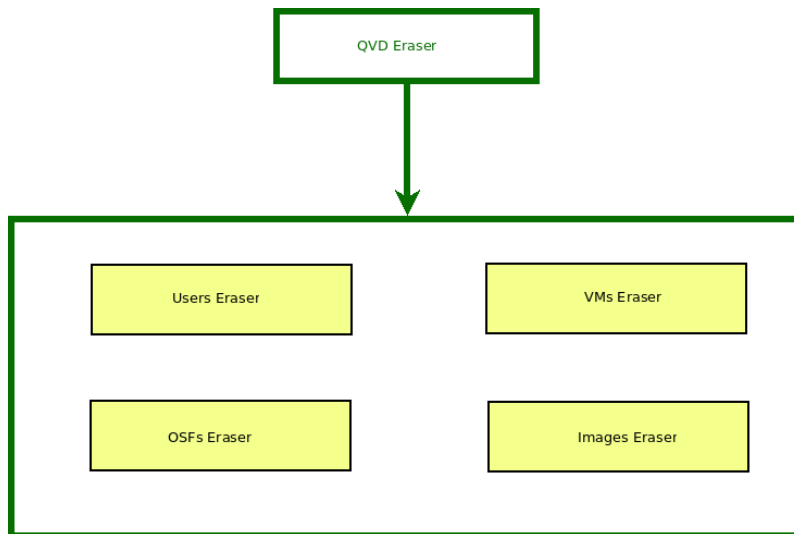 QVD Eraser
Users Eraser
VMs Eraser
OSFs Eraser
Images Eraser